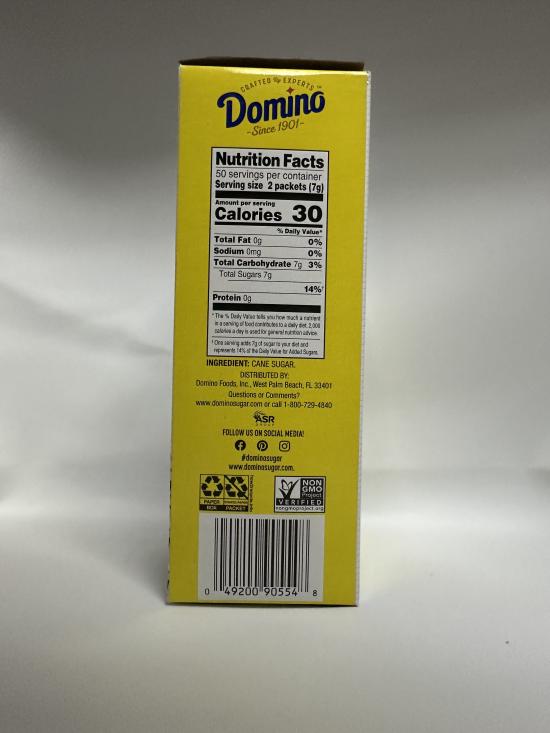 CRAFTED by EXPERTS™
Domino
-Since 1901-
Nutrition Facts
50 servings per container
Serving size 2 packets (7g)
Amount per serving
Calories 30
% Daily Value*
Total Fat 0g 0%
Sodium 0mg 0%
Total Carbohydrate 7g 3%
Total Sugars 7g
14%†
Protein 0g
* The % Daily Value tells you how much a nutrient
in a serving of food contributes to a daily diet. 2,000
calories a day is used for general nutrition advice.
† One serving adds 7g of sugar to your diet and
represents 14% of the Daily Value for Added Sugars.
INGREDIENT: CANE SUGAR.
DISTRIBUTED BY:
Domino Foods, Inc., West Palm Beach, FL 33401
Questions or Comments?
www.dominosugar.com or call 1-800-729-4840
ASR
GROUP
FOLLOW US ON SOCIAL MEDIA!
#dominosugar
www.dominosugar.com.
PAPER
BOX
PACKET
NON
GMO
Project
VERIFIED
nongmoproject.org
0 49200 90554 8